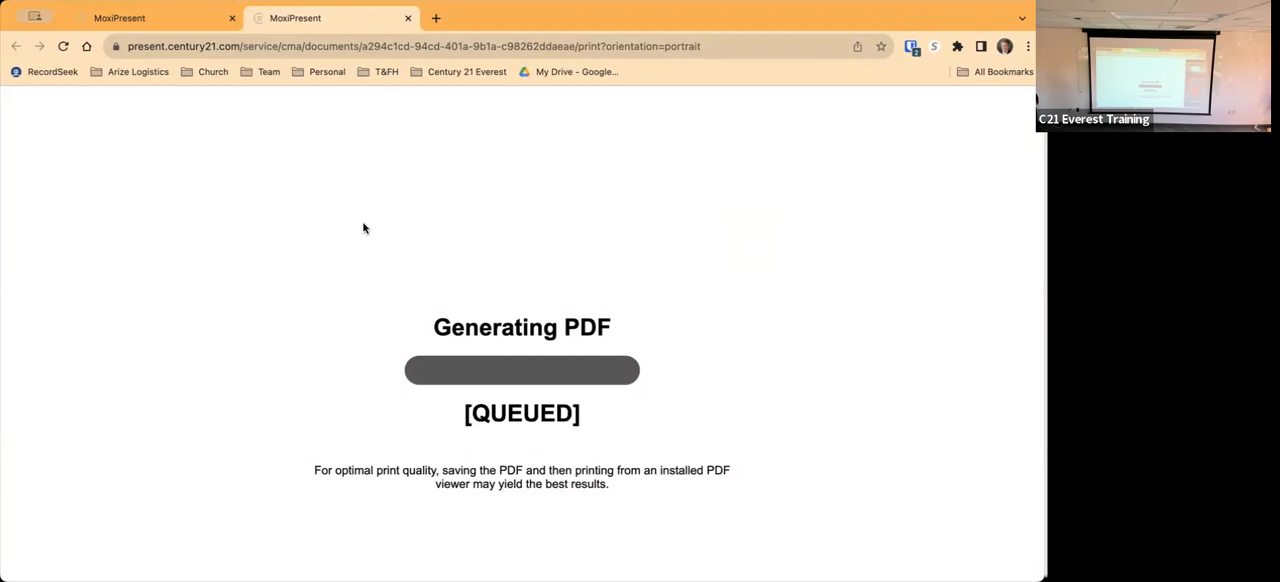 MoxiPresent
MoxiPresent
present.century21.com/service/cma/documents/a294c1cd-94cd-401a-9b1a-c98262ddaeae/print?orientation=portrait
2
RecordSeek
Arize Logistics
Church
Team
Personal
T&FH
Century 21 Everest
My Drive - Google...
All Bookmarks
C21 Everest Training
Generating PDF
[QUEUED]
For optimal print quality, saving the PDF and then printing from an installed PDF
viewer may yield the best results.